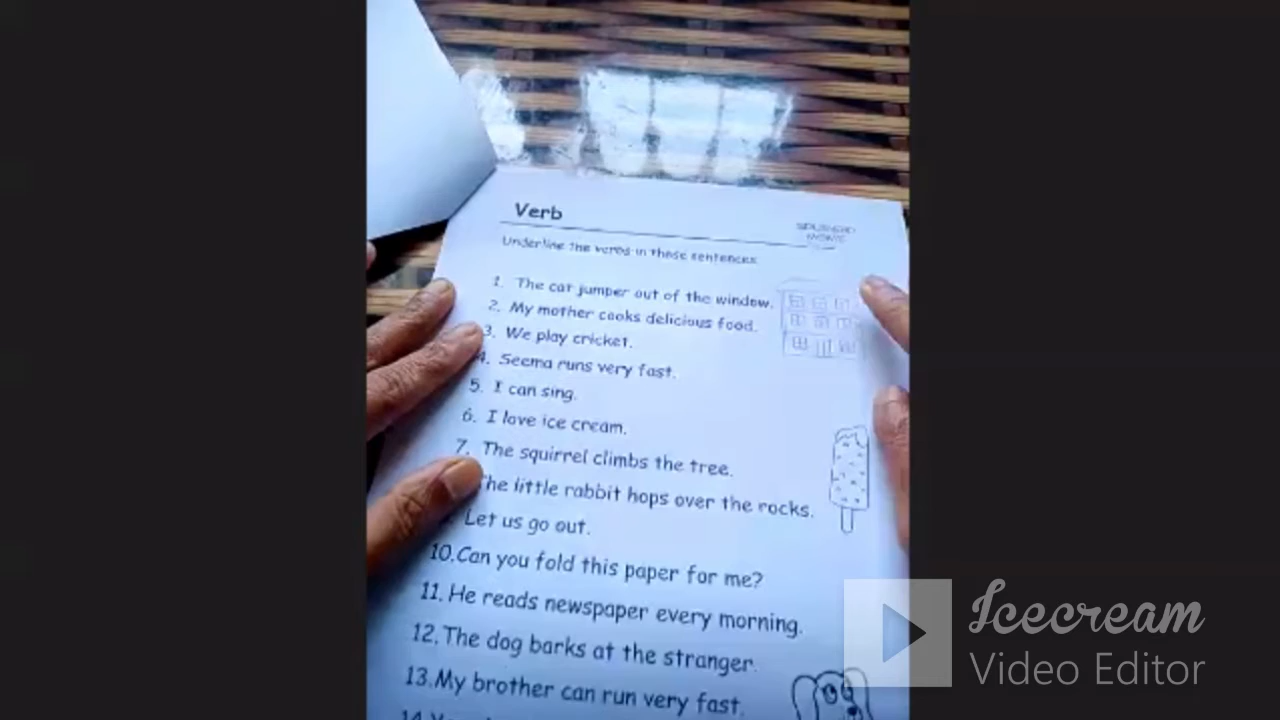 Verb
Underline the verbs in these sentences
1. The cat jumper out of the window.
2. My mother cooks delicious food.
3. We play cricket.
4. Seema runs very fast.
5. I can sing.
6. I love ice cream.
7. The squirrel climbs the tree.
The little rabbit hops over the rocks.
Let us go out.
10.Can you fold this paper for me?
11. He reads newspaper every morning.
12. The dog barks at the stranger.
13.My brother can run very fast.
Icecream
Video Editor